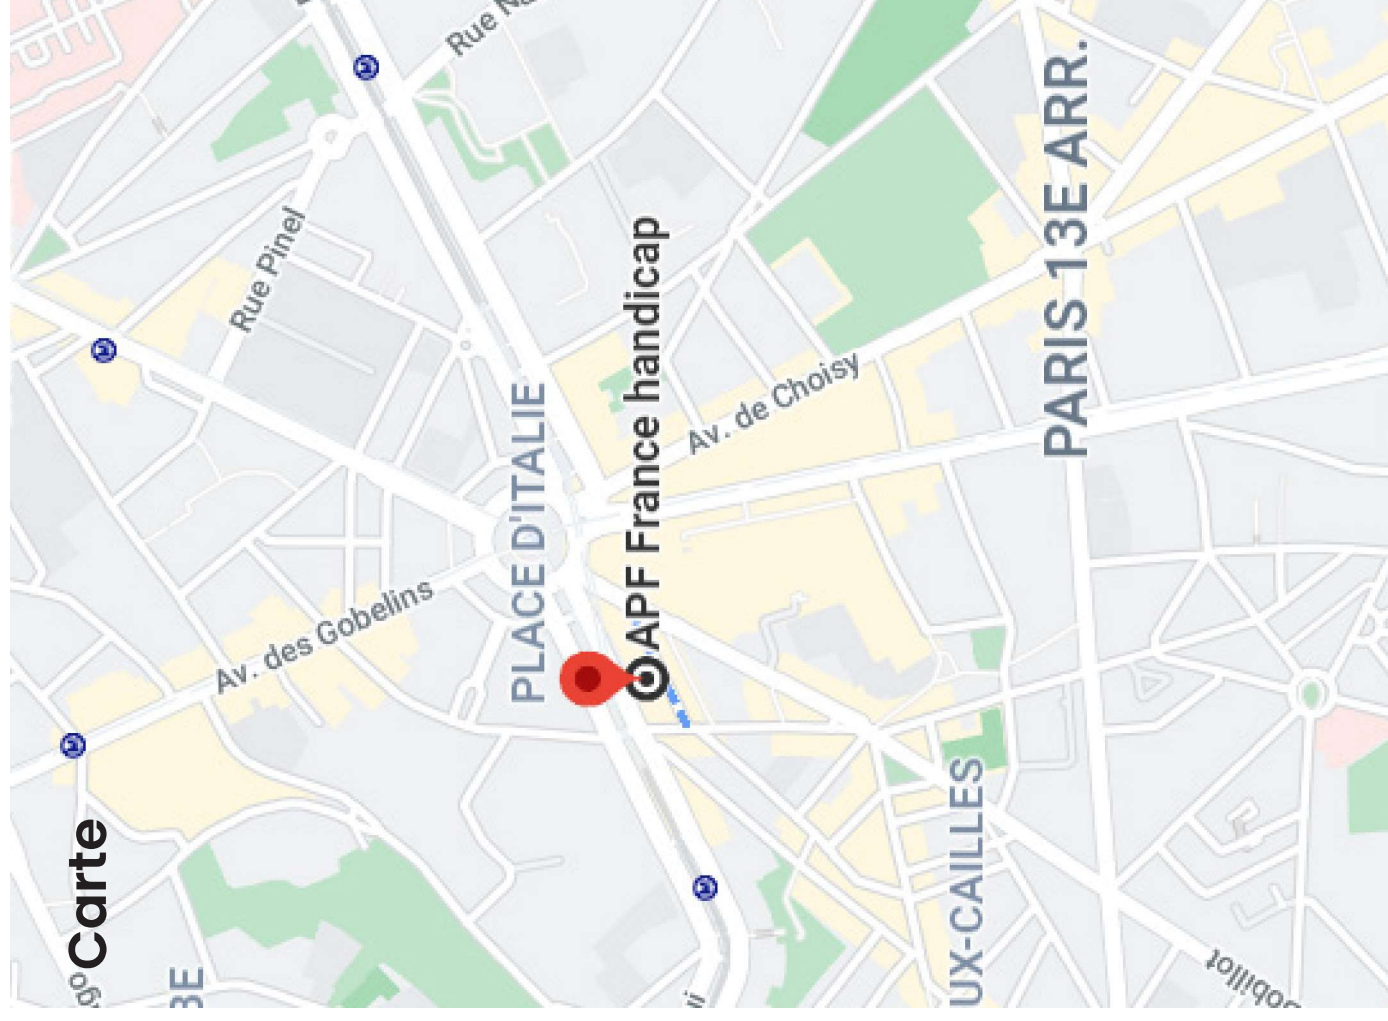 Carte
Rue Pinel
Av. des Gobelins
PLACE D'ITALIE
APF France handicap
Av. de Choisy
PARIS 13E ARR.
UX-CAILLES
obillot